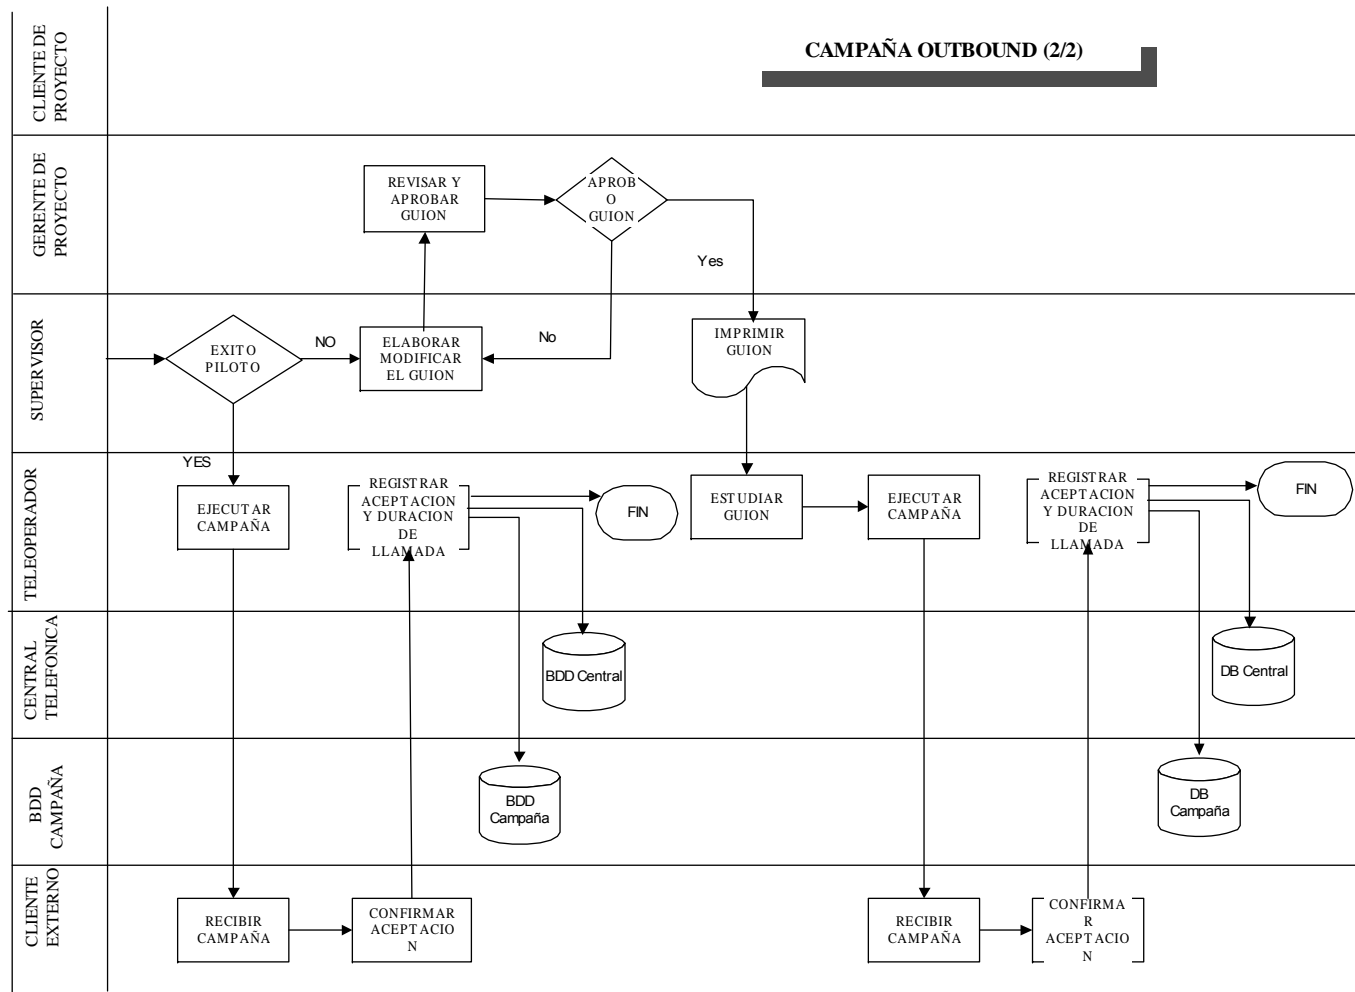 CAMPAÑA OUTBOUND (2/2)
CLIENTE DE
PROYECTO
GERENTE DE
PROYECTO
REVISAR Y
APROBAR
GUION
APROB
O
GUION
Yes
SUPERVISOR
EXITO
PILOTO
NO
ELABORAR
MODIFICAR
EL GUION
No
IMPRIMIR
GUION
TELEOPERADOR
YES
EJECUTAR
CAMPAÑA
REGISTRAR
ACEPTACION
Y DURACION
DE
LLAMADA
FIN
ESTUDIAR
GUION
EJECUTAR
CAMPAÑA
REGISTRAR
ACEPTACION
Y DURACION
DE
LLAMADA
FIN
CENTRAL
TELEFONICA
BDD Central
DB Central
BDD
CAMPAÑA
BDD
Campaña
DB
Campaña
CLIENTE
EXTERNO
RECIBIR
CAMPAÑA
CONFIRMAR
ACEPTACIO
N
RECIBIR
CAMPAÑA
CONFIRMA
R
ACEPTACIO
N